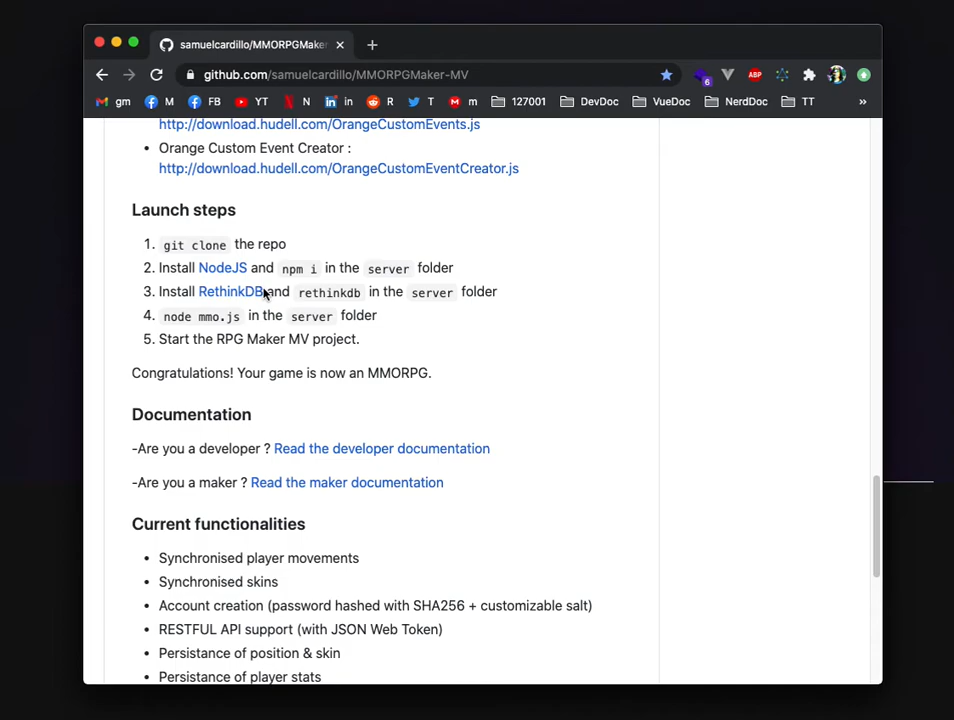 samuelcardillo/MMORPGMaker
github.com/samuelcardillo/MMORPGMaker-MV
6
ABP
gm M FB YT N in R T m 127001 DevDoc VueDoc NerdDoc TT »
http://download.hudell.com/OrangeCustomEvents.js
• Orange Custom Event Creator :
http://download.hudell.com/OrangeCustomEventCreator.js
Launch steps
1. git clone the repo
2. Install NodeJS and npm i in the server folder
3. Install RethinkDB and rethinkdb in the server folder
4. node mmo.js in the server folder
5. Start the RPG Maker MV project.
Congratulations! Your game is now an MMORPG.
Documentation
-Are you a developer ? Read the developer documentation
-Are you a maker ? Read the maker documentation
Current functionalities
• Synchronised player movements
• Synchronised skins
• Account creation (password hashed with SHA256 + customizable salt)
• RESTFUL API support (with JSON Web Token)
• Persistance of position & skin
• Persistance of player stats